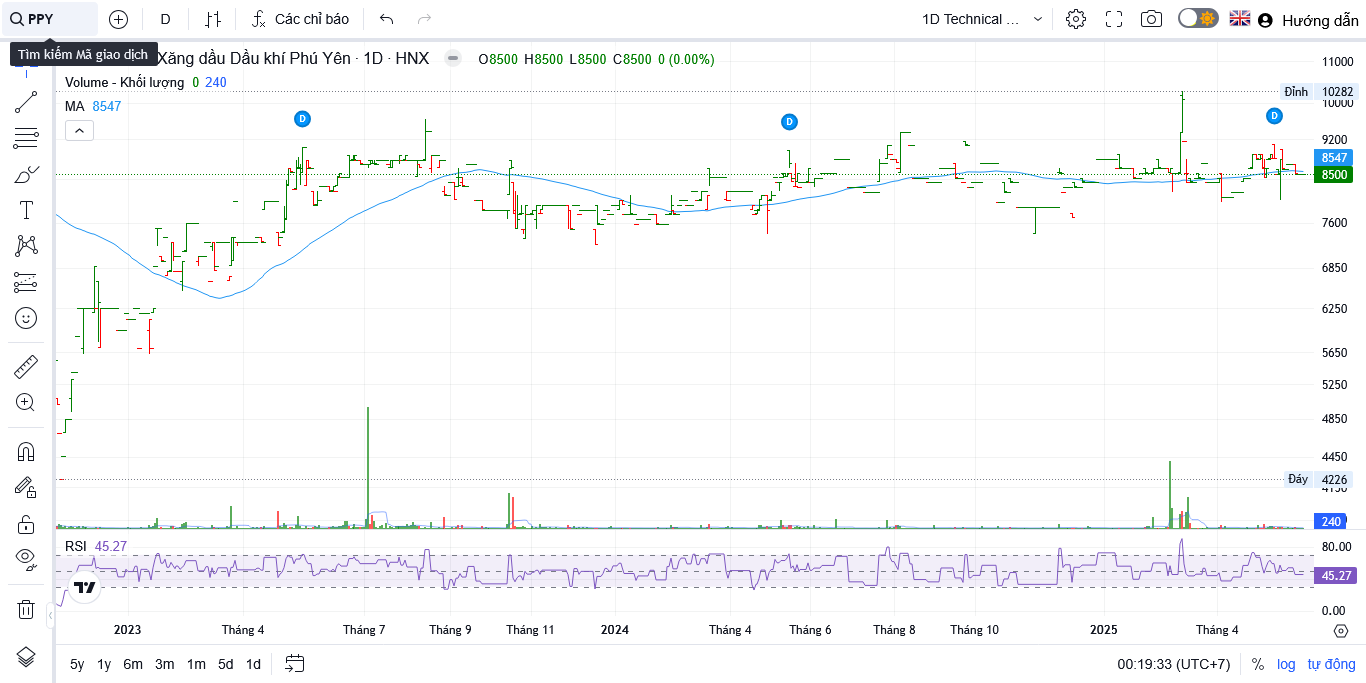 PPY
D
Các chỉ báo
1D Technical ...
Hướng dẫn
Tìm kiếm Mã giao dịch
Xăng dầu Dầu khí Phú Yên · 1D · HNX
O8500 H8500 L8500 C8500 0 (0.00%)
Volume - Khối lượng 0 240
MA 8547
D
D
D
11000
Đỉnh 10282
10000
9200
8547
8500
7600
6850
6250
5650
5250
4850
4450
Đáy 4226
4150
240
RSI 45.27
80.00
45.27
0.00
2023
Tháng 4
Tháng 7
Tháng 9
Tháng 11
2024
Tháng 4
Tháng 6
Tháng 8
Tháng 10
2025
Tháng 4
5y 1y 6m 3m 1m 5d 1d
00:19:33 (UTC+7) % log tự động